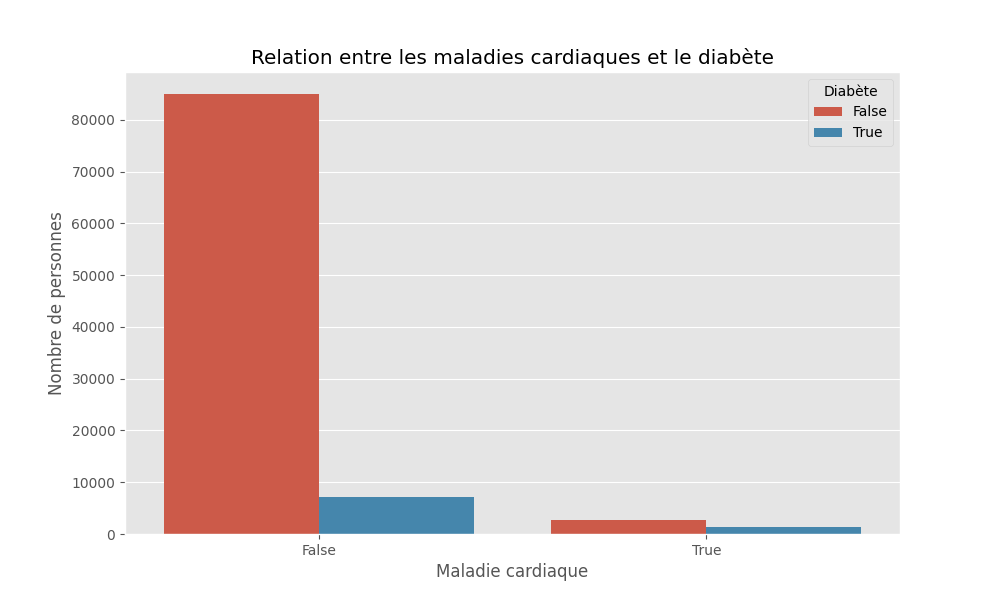 Relation entre les maladies cardiaques et le diabète
Diabète
False
True
80000
70000
60000
50000
40000
30000
20000
10000
0
Nombre de personnes
False
True
Maladie cardiaque